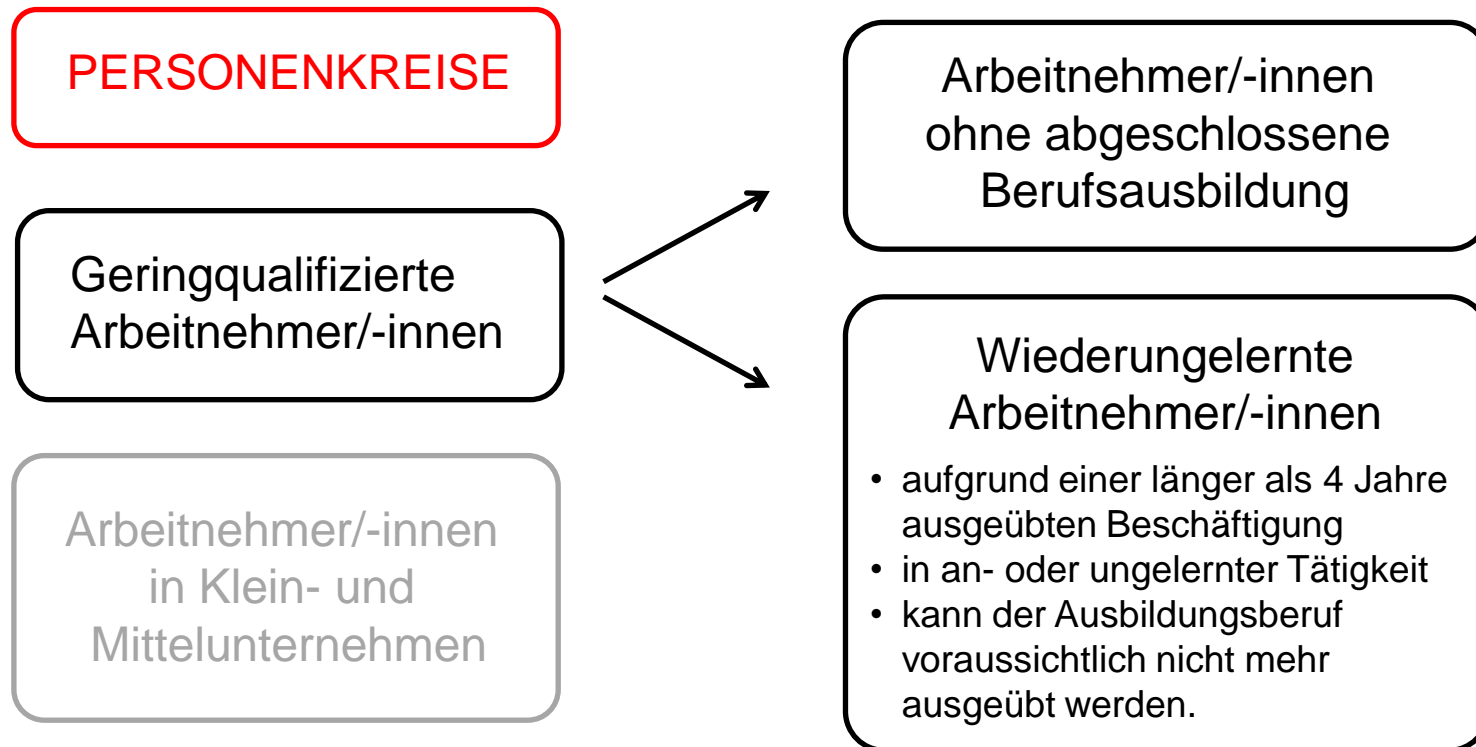 PERSONENKREISE
Geringqualifizierte
Arbeitnehmer/-innen
Arbeitnehmer/-innen
in Klein- und
Mittelunternehmen
Arbeitnehmer/-innen
ohne abgeschlossene
Berufsausbildung
Wiederungelernte
Arbeitnehmer/-innen
• aufgrund einer länger als 4 Jahre
ausgeübten Beschäftigung
• in an- oder ungelernter Tätigkeit
• kann der Ausbildungsberuf
voraussichtlich nicht mehr
ausgeübt werden.